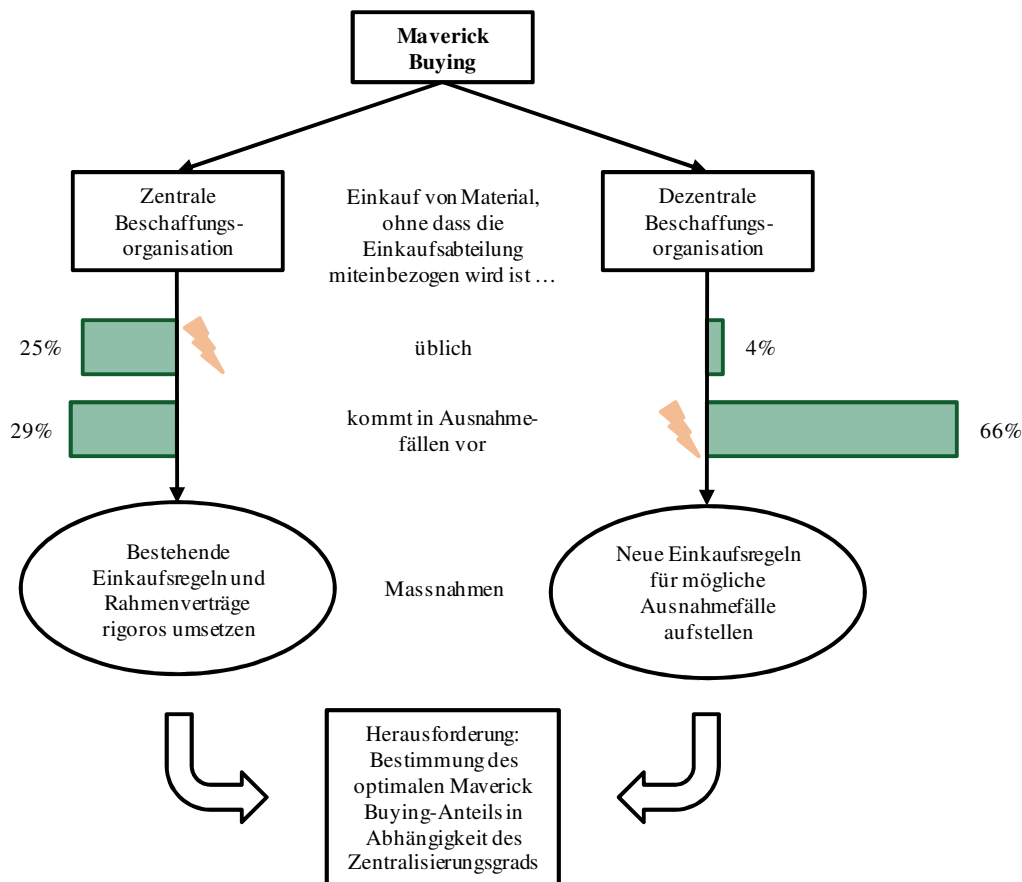 Maverick
Buying
Zentrale
Beschaffungs-
organisation
Einkauf von Material,
ohne dass die
Einkaufsabteilung
miteinbezogen wird ist …
Dezentrale
Beschaffungs-
organisation
25%
üblich
4%
29%
kommt in Ausnahme-
fällen vor
66%
Bestehende
Einkaufsregeln und
Rahmenverträge
rigoros umsetzen
Massnahmen
Neue Einkaufsregeln
für mögliche
Ausnahmefälle
aufstellen
Herausforderung:
Bestimmung des
optimalen Maverick
Buying-Anteils in
Abhängigkeit des
Zentralisierungsgrads